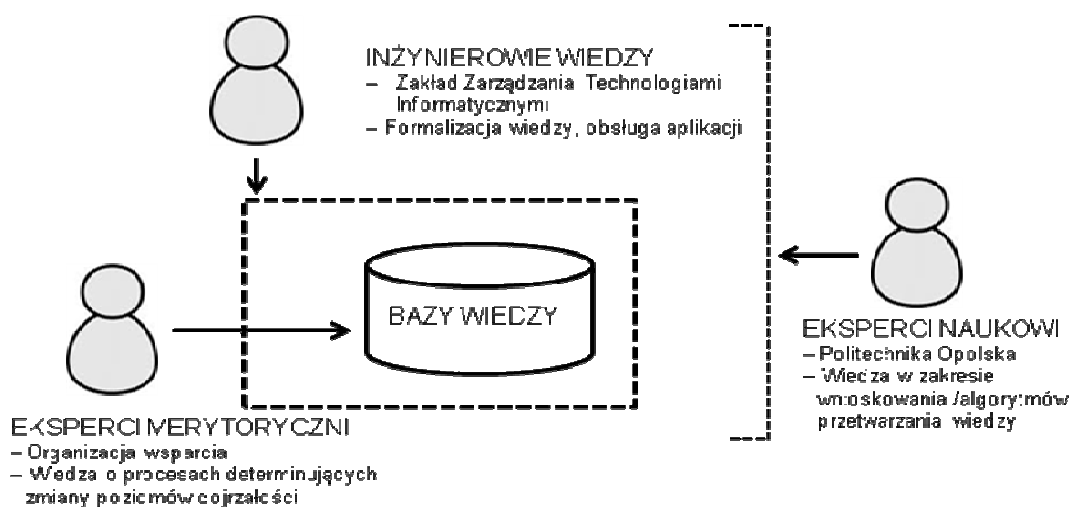 INŻYNIEROWIE WIEDZY
– Zakład Zarządzania Technologiami
Informatycznymi
– Formalizacja wiedzy, obsługa aplikacji
BAZY WIEDZY
EKSPERCI NAUKOWI
– Politechnika Opolska
– Wiedza w zakresie
wnioskowania /algorytmów
przetwarzania wiedzy
EKSPERCI MERYTORYCZNI
– Organizacja wsparcia
– Wiedza o procesach determinujących
zmiany poziomów dojrzałości